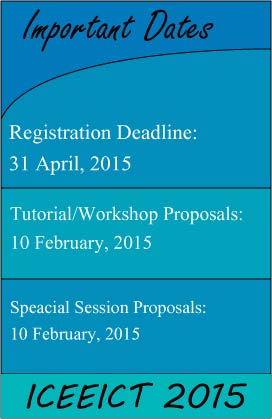 Important Dates
Registration Deadline:
31 April, 2015
Tutorial/Workshop Proposals:
10 February, 2015
Speacial Session Proposals:
10 February, 2015
ICEEICT 2015